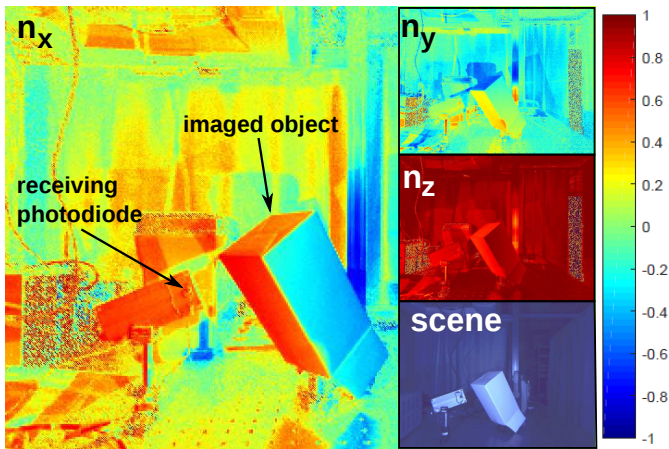 nx
ny
imaged object
receiving
photodiode
nz
scene
1
0.8
0.6
0.4
0.2
0
-0.2
-0.4
-0.6
-0.8
-1